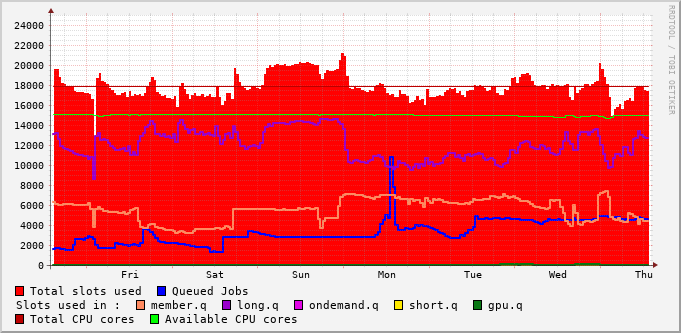 RRDTOOL / TOBI OETIKER
24000
22000
20000
18000
16000
14000
12000
10000
8000
6000
4000
2000
0
Fri Sat Sun Mon Tue Wed Thu
Total slots used Queued Jobs
Slots used in : member.q long.q ondemand.q short.q gpu.q
Total CPU cores Available CPU cores